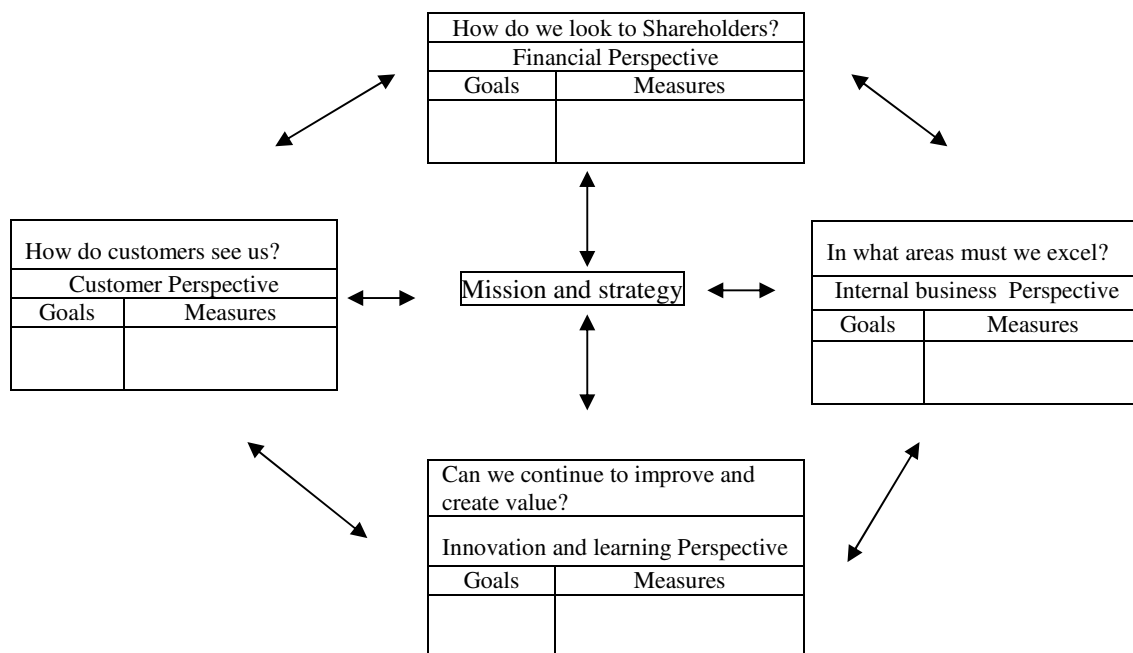 How do we look to Shareholders?
Financial Perspective
Goals Measures
How do customers see us?
Customer Perspective
Goals Measures
Mission and strategy
In what areas must we excel?
Internal business Perspective
Goals Measures
Can we continue to improve and
create value?
Innovation and learning Perspective
Goals Measures